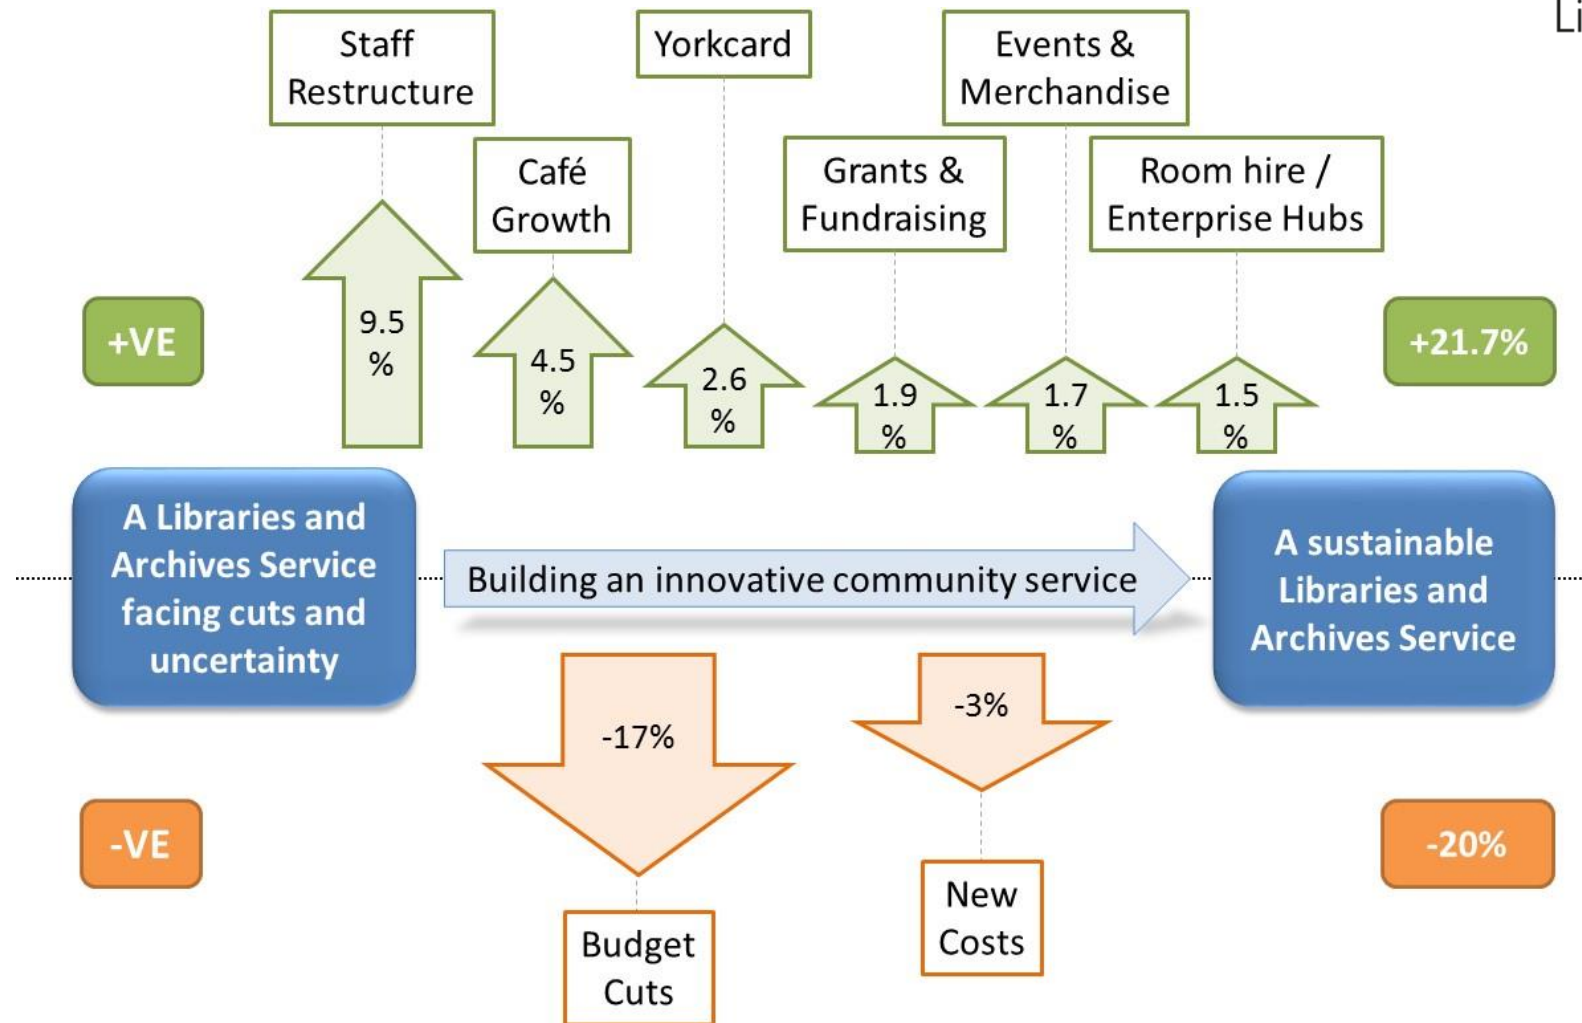 Li
Staff
Restructure
Yorkcard
Events &
Merchandise
Café
Growth
Grants &
Fundraising
Room hire /
Enterprise Hubs
9.5
%
4.5
%
2.6
%
1.9
%
1.7
%
1.5
%
+VE
+21.7%
A Libraries and
Archives Service
facing cuts and
uncertainty
Building an innovative community service
A sustainable
Libraries and
Archives Service
-17%
-3%
-VE
-20%
New
Costs
Budget
Cuts